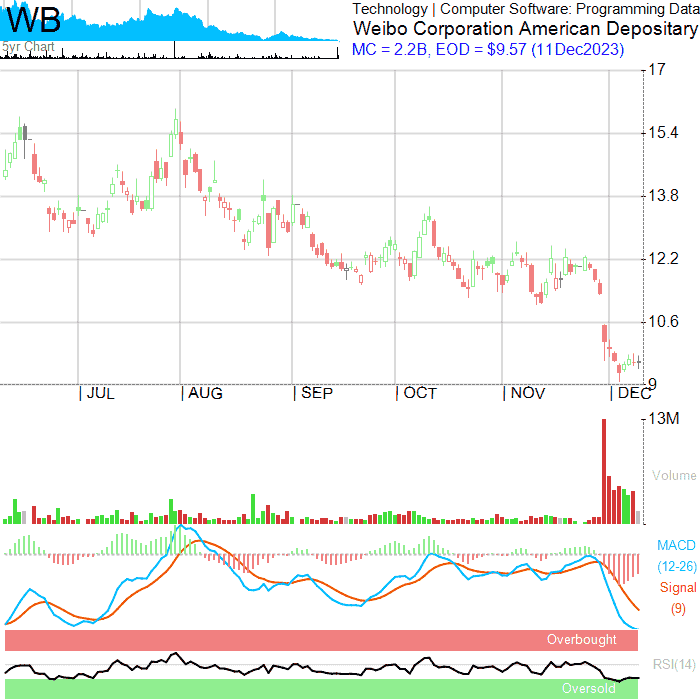 WB
5yr Chart
Technology | Computer Software: Programming Data
Weibo Corporation American Depositary
MC = 2.2B, EOD = $9.57 (11Dec2023)
17
15.4
13.8
12.2
10.6
9
JUL
AUG
SEP
OCT
NOV
DEC
13M
Volume
MACD
(12-26)
Signal
(9)
Overbought
RSI(14)
Oversold